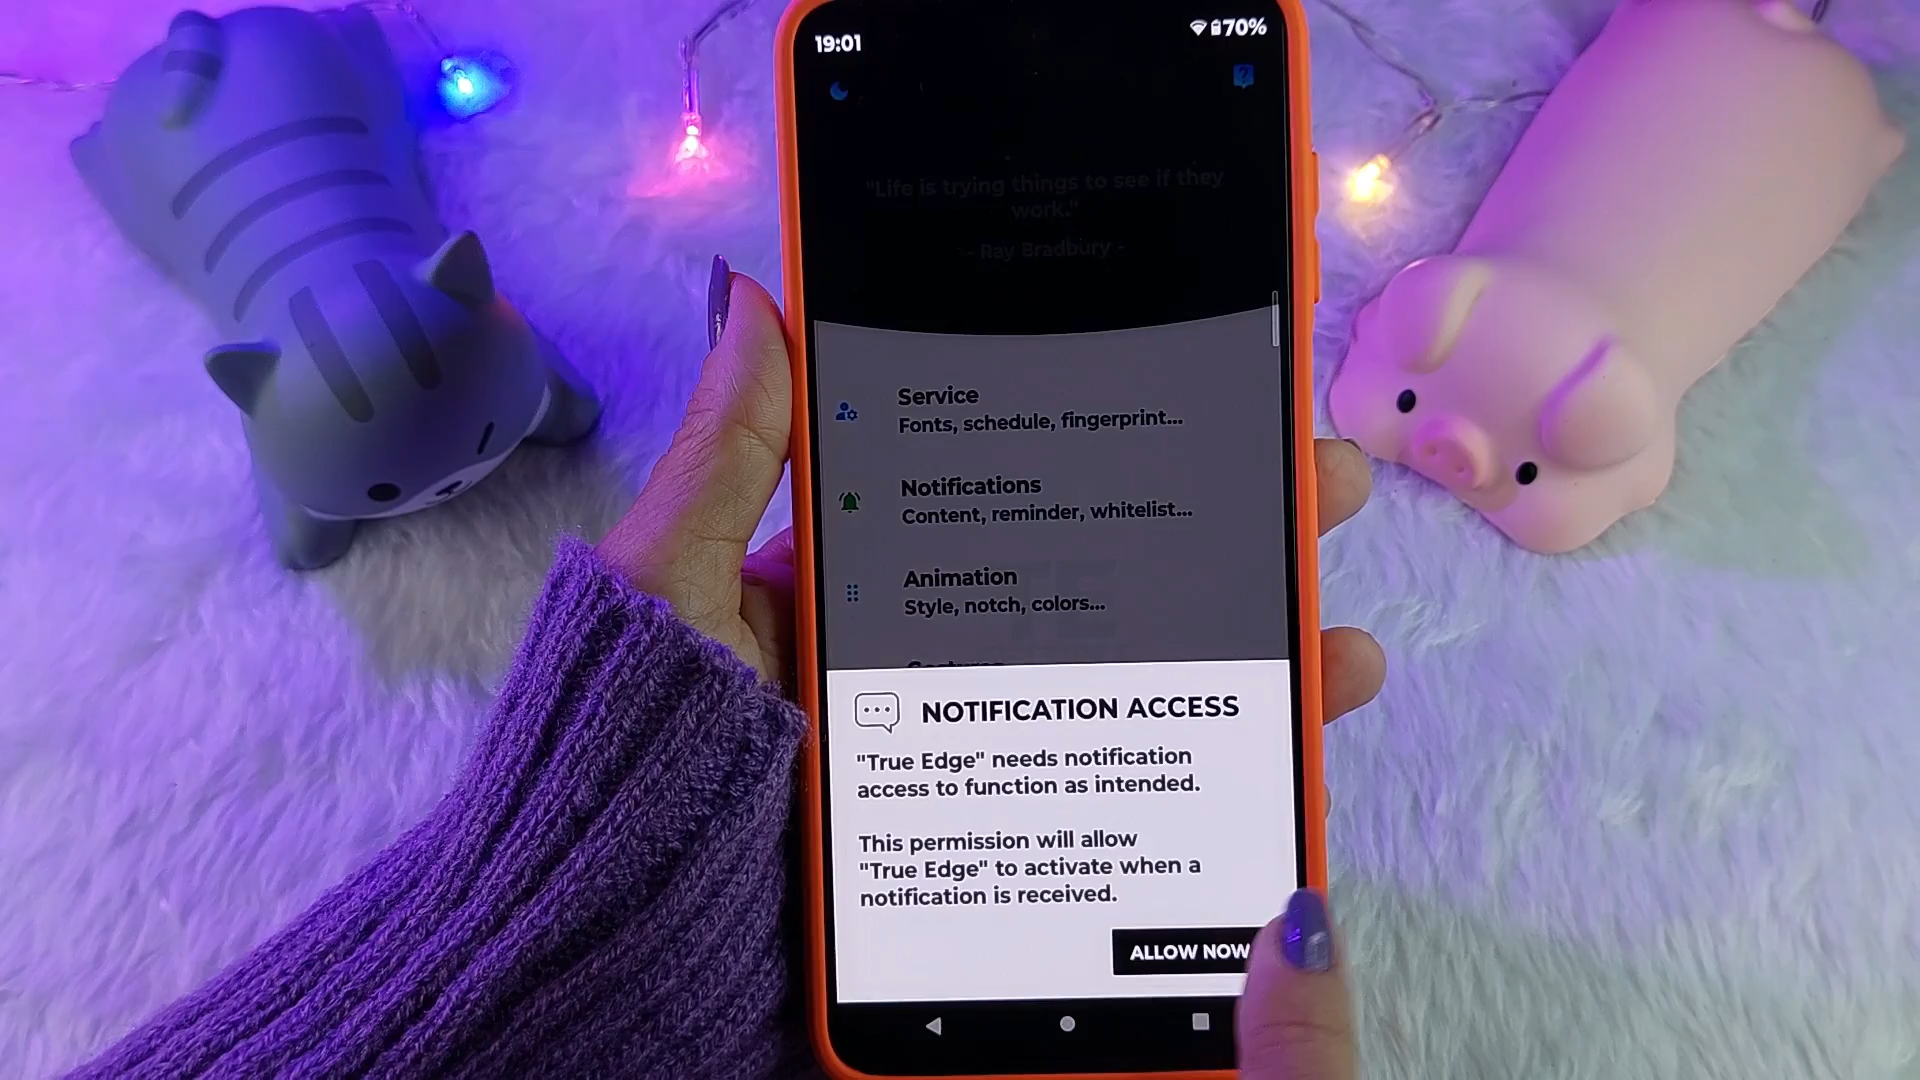 19:01
70%
"Life is trying things to see if they
work."
- Ray Bradbury -
Service
Fonts, schedule, fingerprint...
Notifications
Content, reminder, whitelist...
Animation
Style, notch, colors...
NOTIFICATION ACCESS
"True Edge" needs notification
access to function as intended.
This permission will allow
"True Edge" to activate when a
notification is received.
ALLOW NOW